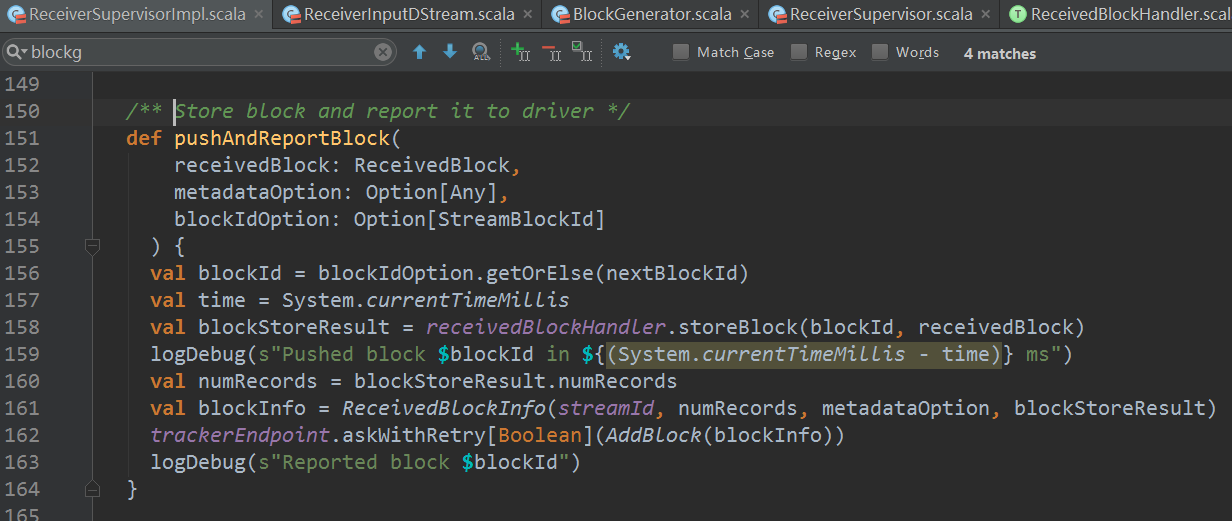 ReceiverSupervisorImpl.scala × ReceiverInputDStream.scala × BlockGenerator.scala × ReceiverSupervisor.scala × ReceivedBlockHandler.scal
blockg Match Case Regex Words 4 matches
149
150 /** Store block and report it to driver */
151 def pushAndReportBlock(
152 receivedBlock: ReceivedBlock,
153 metadataOption: Option[Any],
154 blockIdOption: Option[StreamBlockId]
155 ) {
156 val blockId = blockIdOption.getOrElse(nextBlockId)
157 val time = System.currentTimeMillis
158 val blockStoreResult = receivedBlockHandler.storeBlock(blockId, receivedBlock)
159 logDebug(s"Pushed block $blockId in ${(System.currentTimeMillis - time)} ms")
160 val numRecords = blockStoreResult.numRecords
161 val blockInfo = ReceivedBlockInfo(streamId, numRecords, metadataOption, blockStoreResult)
162 trackerEndpoint.askWithRetry[Boolean](AddBlock(blockInfo))
163 logDebug(s"Reported block $blockId")
164 }
165